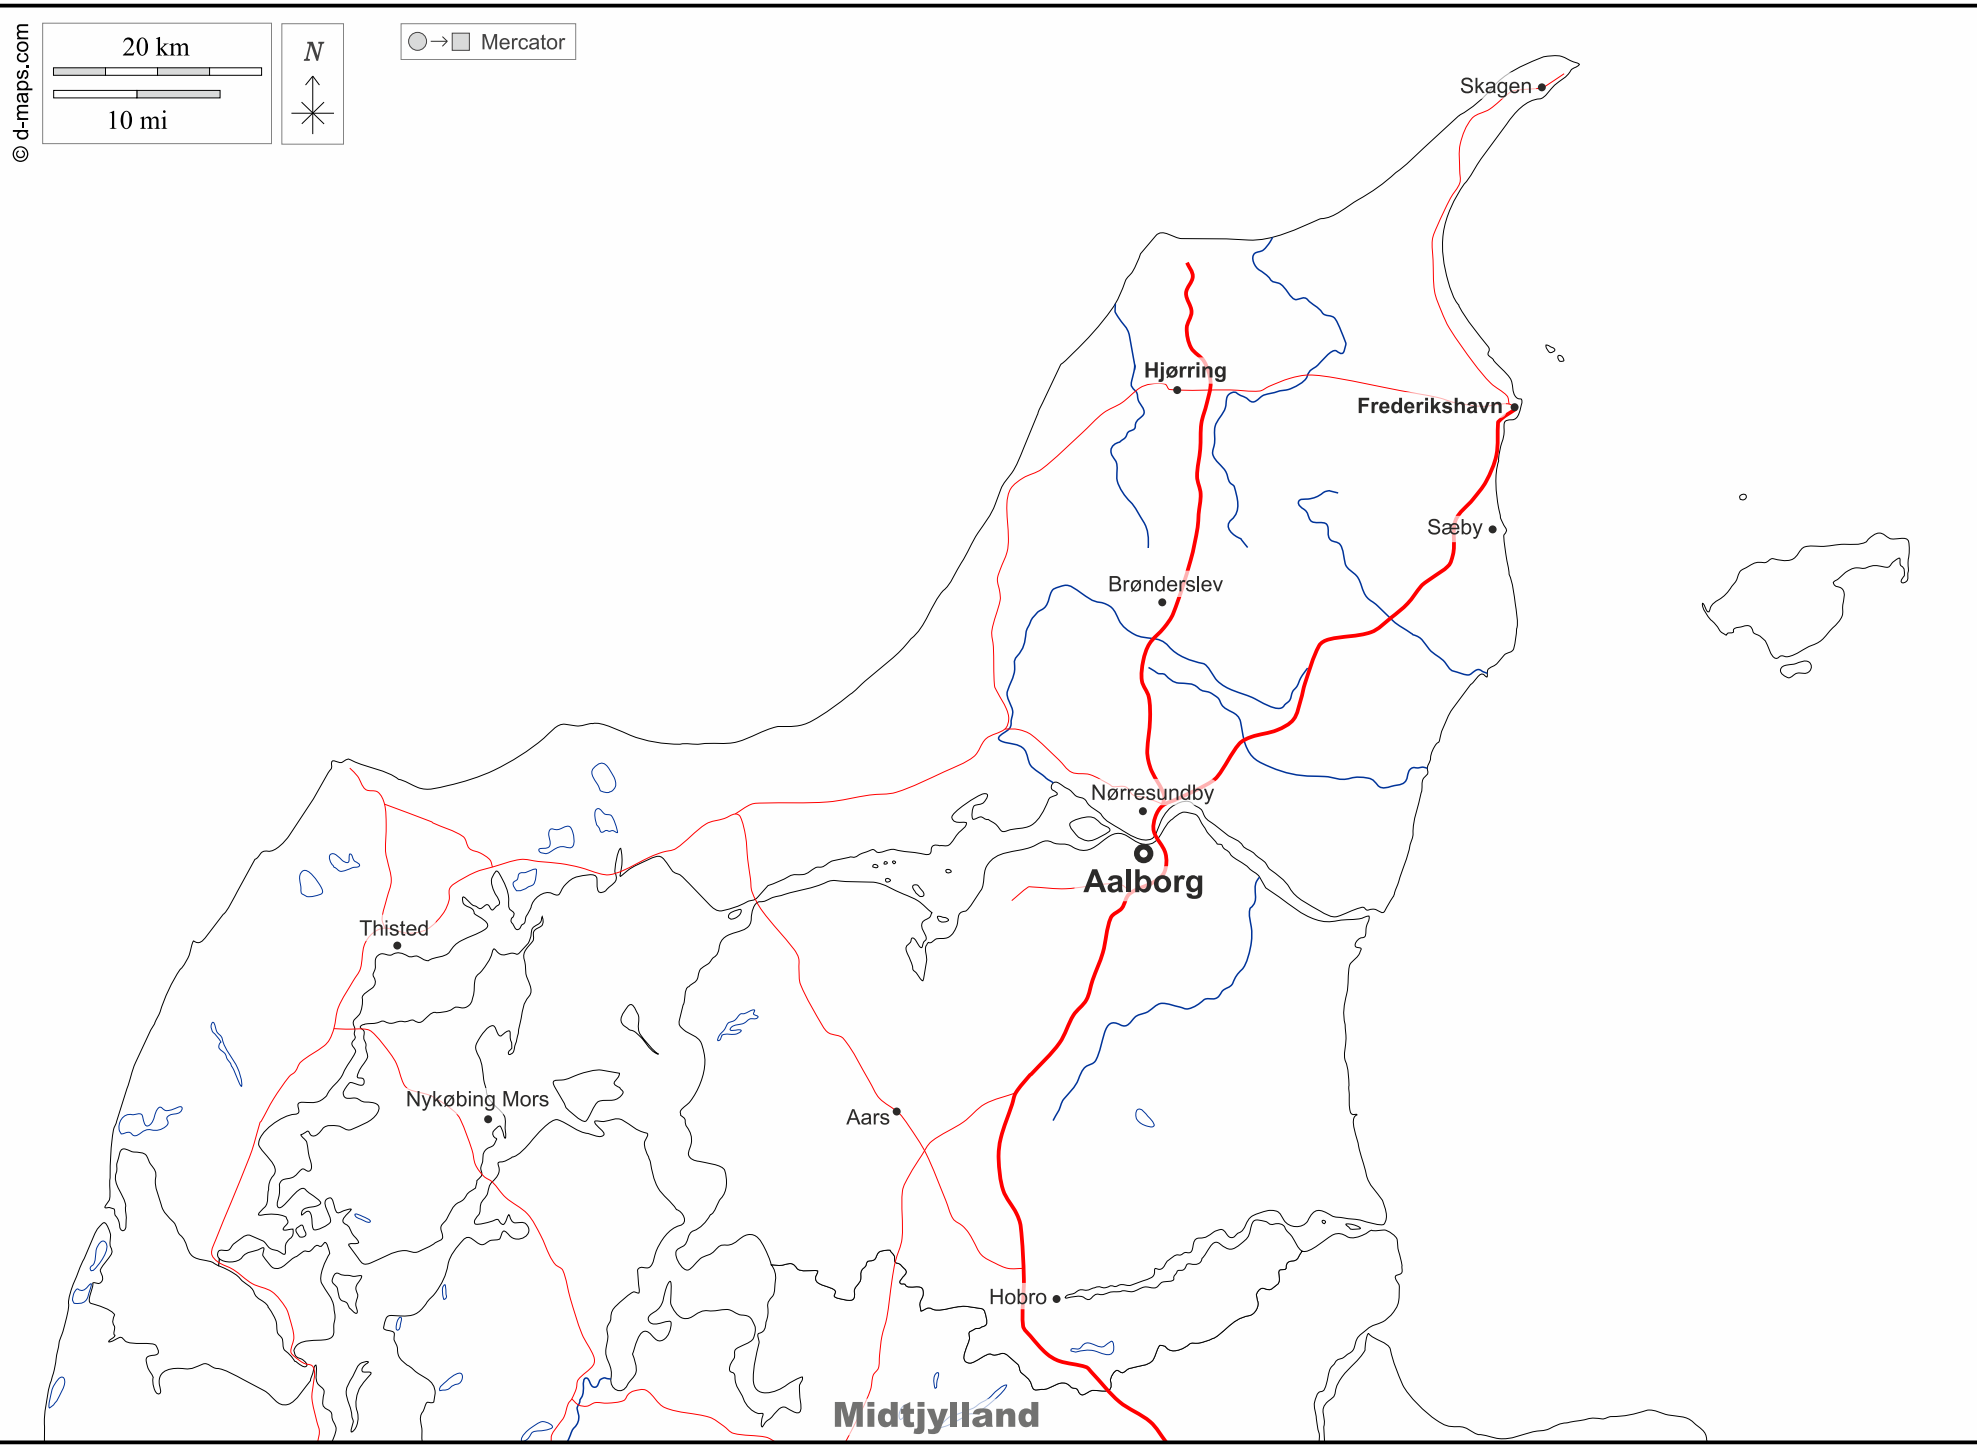 © d-maps.com
20 km
10 mi
N
Mercator
Skagen
Hjørring
Frederikshavn
Sæby
Brønderslev
Nørresundby
Aalborg
Thisted
Nykøbing Mors
Aars
Hobro
Midtjylland